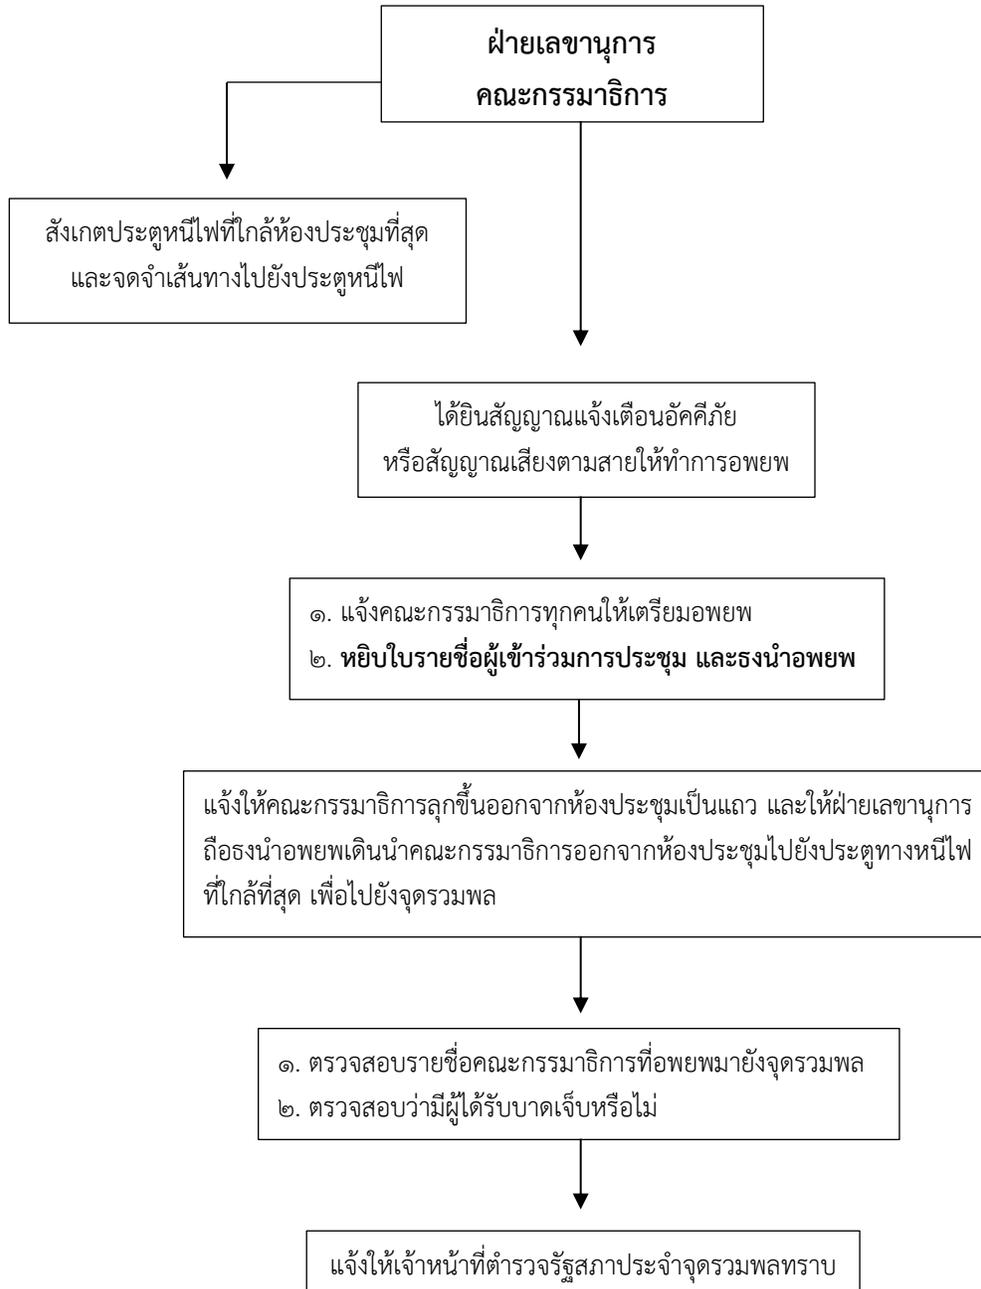 ฝ่ายเลขานุการ
คณะกรรมาธิการ
สังเกตประตูหนีไฟที่ใกล้ห้องประชุมที่สุด
และจดจำเส้นทางไปยังประตูหนีไฟ
ได้ยินสัญญาณแจ้งเตือนอัคคีภัย
หรือสัญญาณเสียงตามสายให้ทำการอพยพ
๑. แจ้งคณะกรรมาธิการทุกคนให้เตรียมอพยพ
๒. หยิบใบรายชื่อผู้เข้าร่วมการประชุม และธงนำอพยพ
แจ้งให้คณะกรรมาธิการลุกขึ้นออกจากห้องประชุมเป็นแถว และให้ฝ่ายเลขานุการ
ถือธงนำอพยพเดินนำคณะกรรมาธิการออกจากห้องประชุมไปยังประตูทางหนีไฟ
ที่ใกล้ที่สุด เพื่อไปยังจุดรวมพล
๑. ตรวจสอบรายชื่อคณะกรรมาธิการที่อพยพมายังจุดรวมพล
๒. ตรวจสอบว่ามีผู้ได้รับบาดเจ็บหรือไม่
แจ้งให้เจ้าหน้าที่ตำรวจรัฐสภาประจำจุดรวมพลทราบ